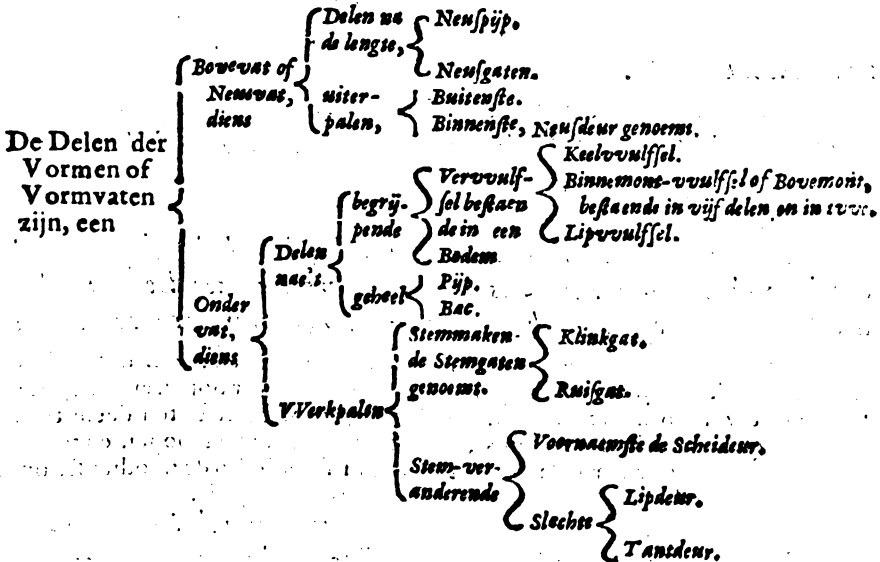 De Delen der
Vormen of
Vormvaten
zijn, een
Bovevat of
Neusvat,
diens
Delen na
de lengte,
Neuſpijp.
Neuſgaten.
uiter-
palen,
Buitenſte.
Binnenſte, Neuſdeur genoemt.
Onder
vat,
diens
Delen
nae't
begrij-
pende
Vervvulf-
ſel beſtaen
de in een
Keelvvulfſel.
Binnemont-vvulfſel of Bovemont,
beſtaende in vijf delen en in tvve.
Lipvvulfſel.
Bodem
geheel
Pijp.
Bac.
VVerkpalen
Stemmaken-
de Stemgaten
genoemt.
Klinkgat.
Ruiſgat.
Stem-ver-
anderende
Voornaemſte de Scheideur.
Slechte
Lipdeur.
Tantdeur.